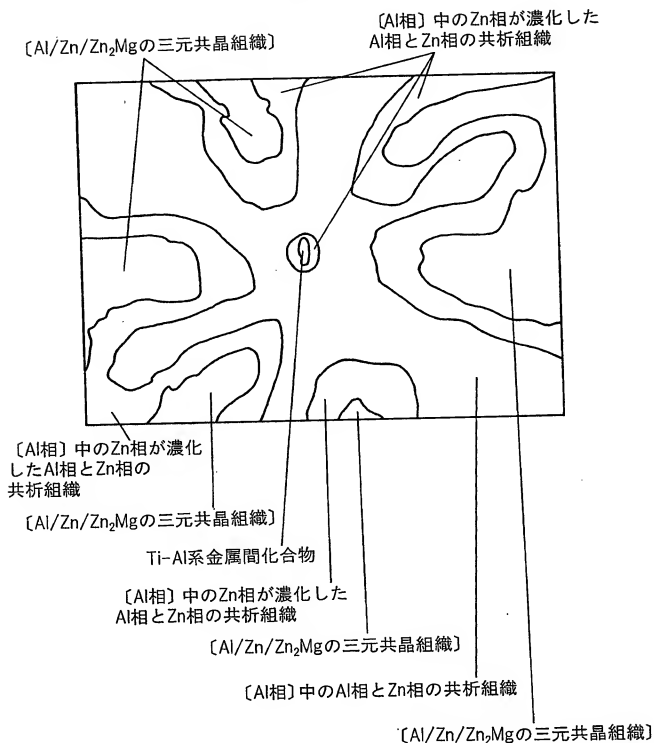 〔Al相〕中のZn相が濃化した
Al相とZn相の共析組織
〔Al/Zn/Zn₂Mgの三元共晶組織〕
〔Al相〕中のZn相が濃化
したAl相とZn相の
共析組織
〔Al/Zn/Zn₂Mgの三元共晶組織〕
Ti-Al系金属間化合物
〔Al相〕中のZn相が濃化した
Al相とZn相の共析組織
〔Al/Zn/Zn₂Mgの三元共晶組織〕
〔Al相〕中のAl相とZn相の共析組織
〔Al/Zn/Zn₂Mgの三元共晶組織〕